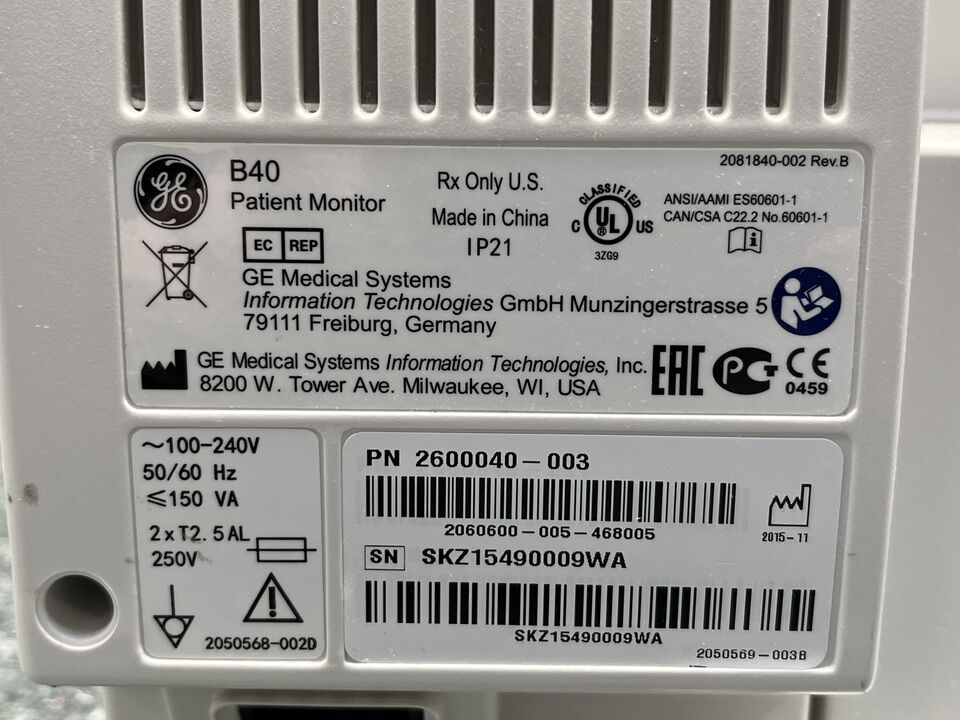 2081840-002 Rev.B
GE
B40
Patient Monitor
Rx Only U.S.
Made in China
IP21
CLASSIFIED
C UL US
®
3ZG9
ANSI/AAMI ES60601-1
CAN/CSA C22.2 No.60601-1
EC REP
GE Medical Systems
Information Technologies GmbH Munzingerstrasse 5
79111 Freiburg, Germany
GE Medical Systems Information Technologies, Inc.
8200 W. Tower Ave. Milwaukee, WI, USA
EAC
PCT
CE
0459
~100-240V
50/60 Hz
≤150 VA
2xT2.5AL
250V
2050568-002D
PN 2600040-003
2060600-005-468005
2015-11
SN SKZ15490009WA
SKZ15490009WA
2050569-003B